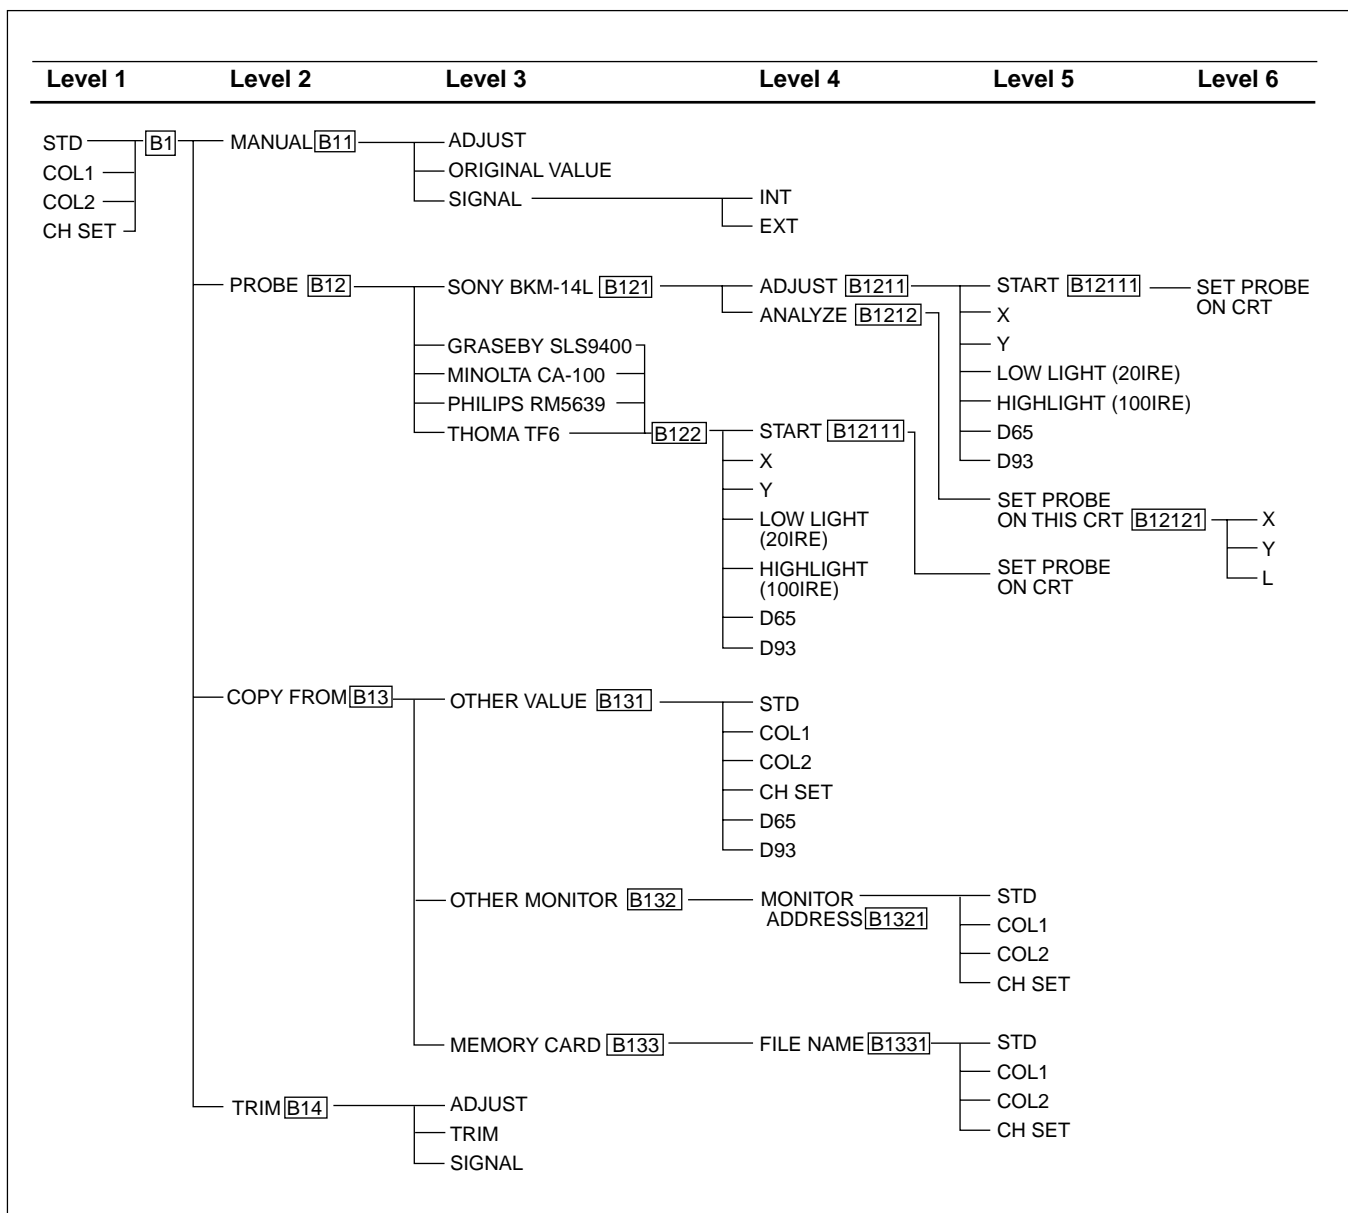 Level 1 Level 2 Level 3 Level 4 Level 5 Level 6
STD B1 MANUAL B11 ADJUST
COL1 ORIGINAL VALUE
COL2 SIGNAL INT
CH SET EXT
PROBE B12 SONY BKM-14L B121 ADJUST B1211 START B12111 SET PROBE
ON CRT
ANALYZE B1212 X
GRASEBY SLS9400 Y
MINOLTA CA-100 LOW LIGHT (20IRE)
PHILIPS RM5639 HIGHLIGHT (100IRE)
THOMA TF6 B122 START B12111 D65
X D93
Y SET PROBE
LOW LIGHT ON THIS CRT B12121 X
(20IRE) Y
HIGHLIGHT SET PROBE L
(100IRE) ON CRT
D65
D93
COPY FROM B13 OTHER VALUE B131 STD
COL1
COL2
CH SET
D65
D93
OTHER MONITOR B132 MONITOR STD
ADDRESS B1321 COL1
COL2
CH SET
MEMORY CARD B133 FILE NAME B1331 STD
COL1
COL2
CH SET
TRIM B14 ADJUST
TRIM
SIGNAL